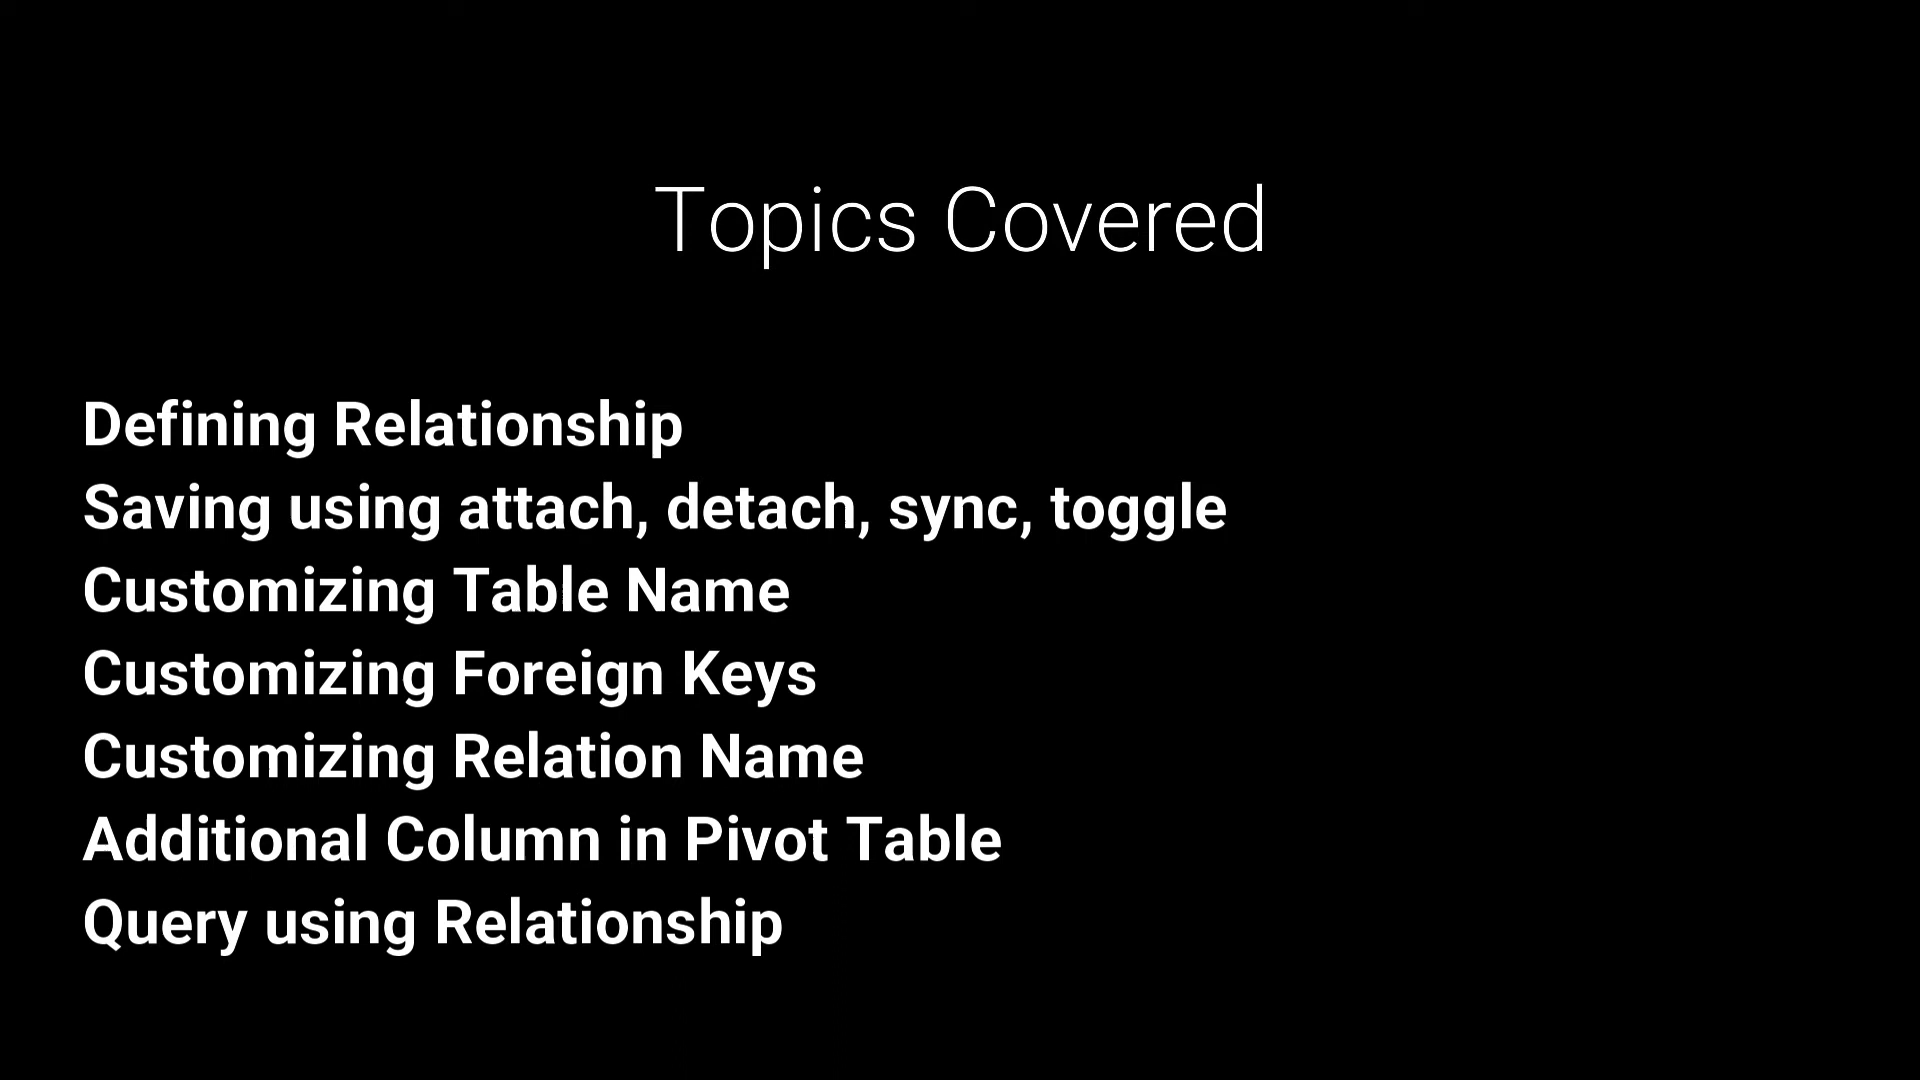 Topics Covered
Defining Relationship
Saving using attach, detach, sync, toggle
Customizing Table Name
Customizing Foreign Keys
Customizing Relation Name
Additional Column in Pivot Table
Query using Relationship